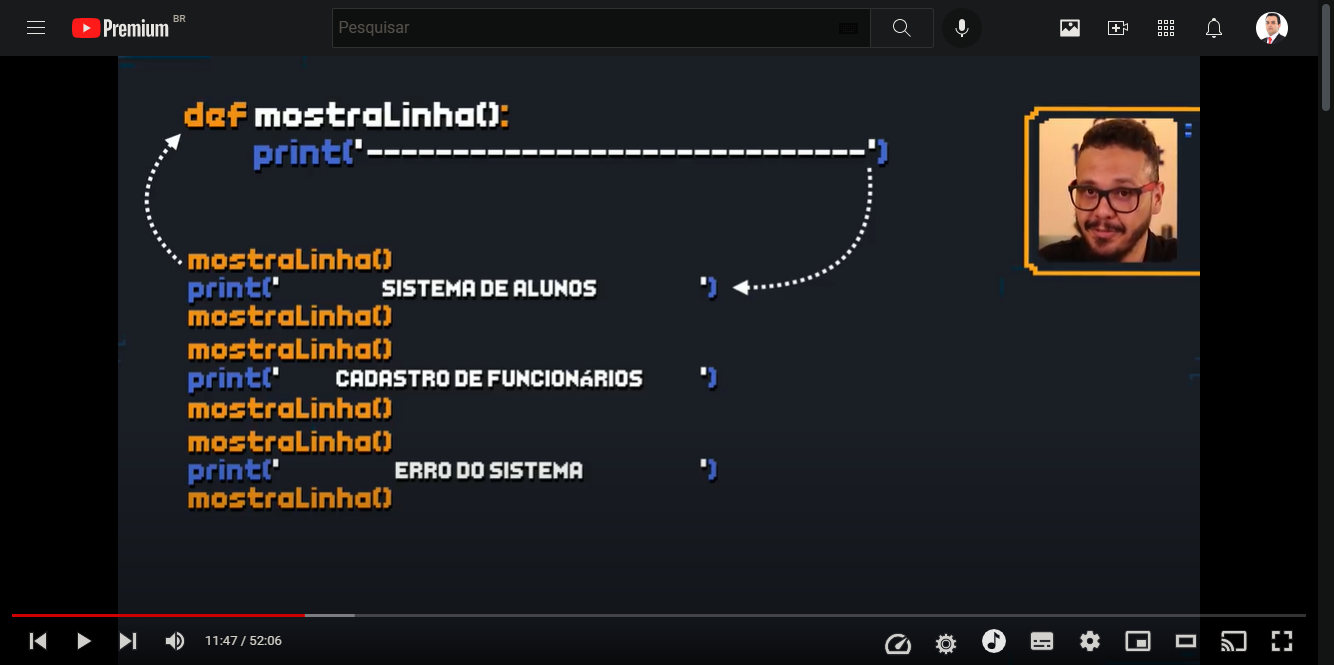 Premium BR
Pesquisar
def mostraLinha():
print('-----------------------------')
mostraLinha()
print(' SISTEMA DE ALUNOS ')
mostraLinha()
mostraLinha()
print(' CADASTRO DE FUNCIONáRIOS ')
mostraLinha()
mostraLinha()
print(' ERRO DO SISTEMA ')
mostraLinha()
11:47 / 52:06